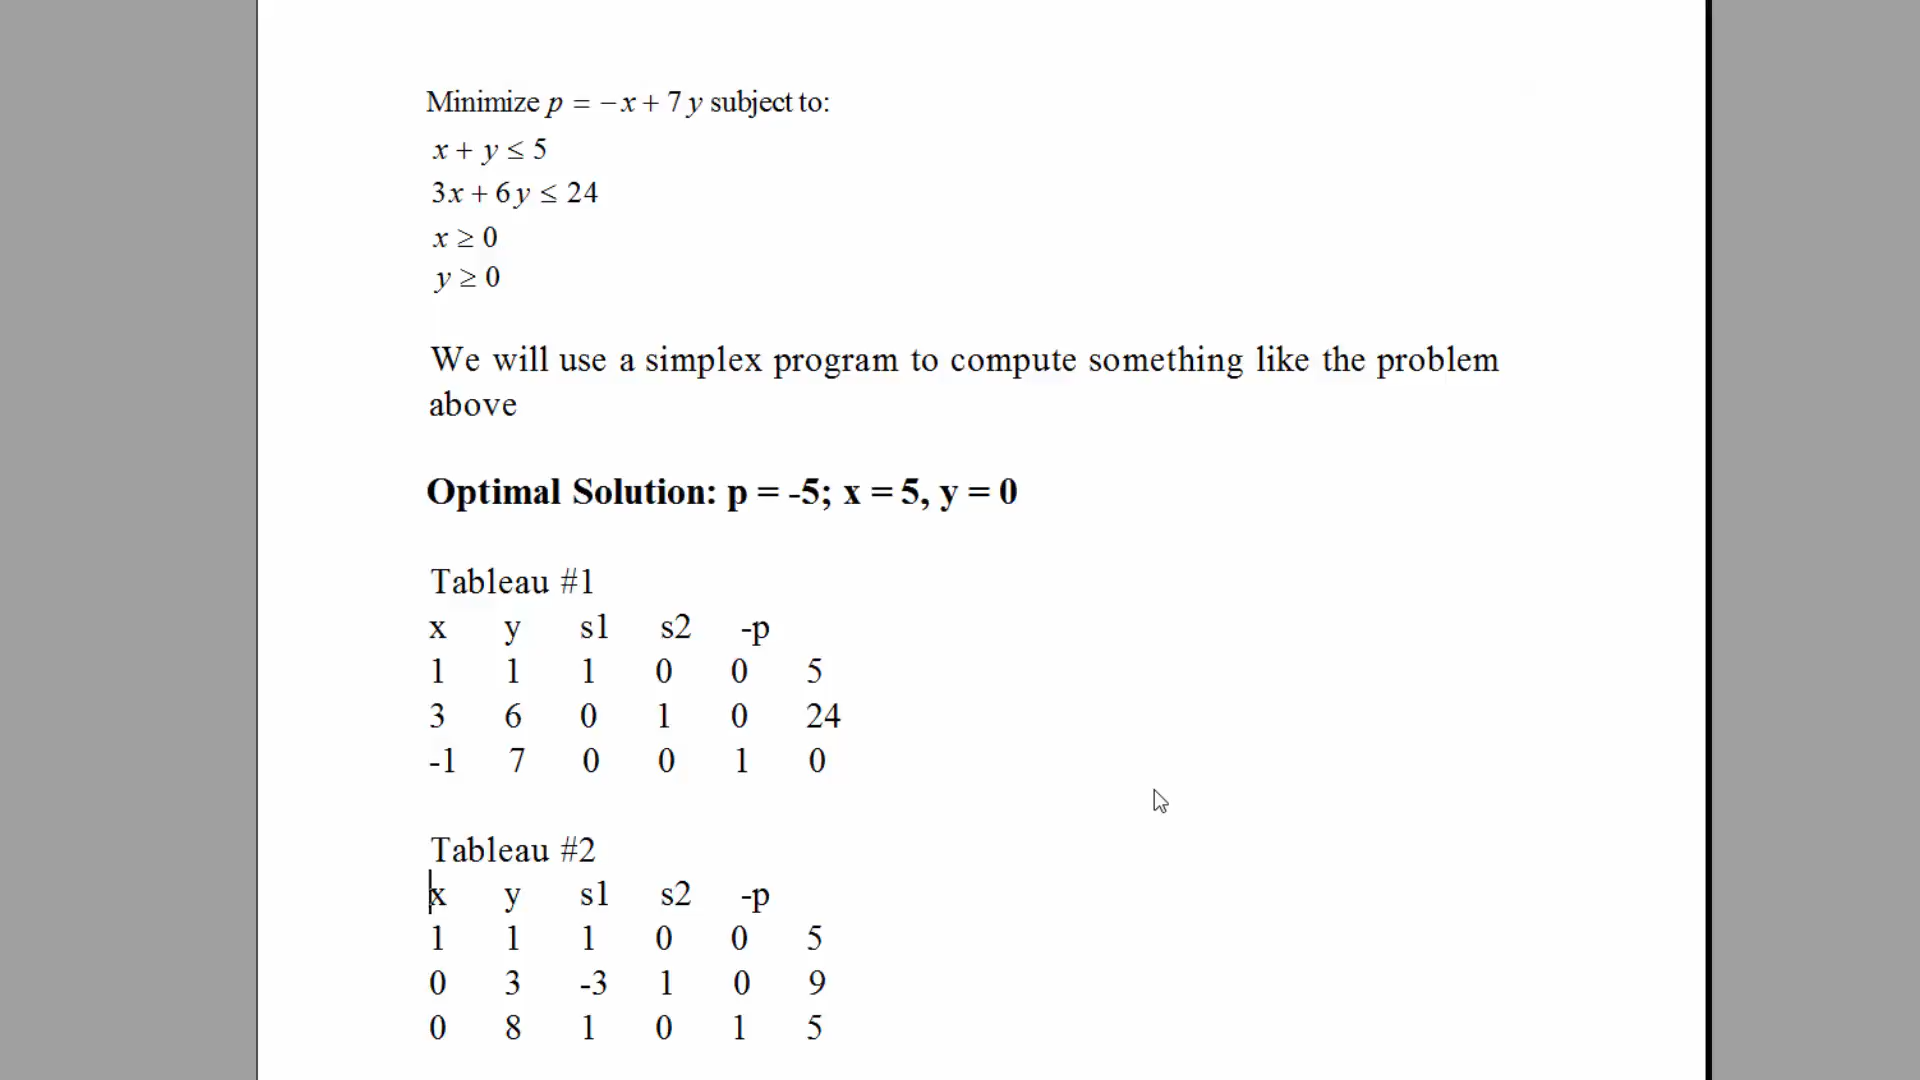 Minimize p = −x + 7y subject to:
x + y ≤ 5
3x + 6y ≤ 24
x ≥ 0
y ≥ 0
We will use a simplex program to compute something like the problem
above
Optimal Solution: p = -5; x = 5, y = 0
Tableau #1
x y s1 s2 -p
1 1 1 0 0 5
3 6 0 1 0 24
-1 7 0 0 1 0
Tableau #2
x y s1 s2 -p
1 1 1 0 0 5
0 3 -3 1 0 9
0 8 1 0 1 5